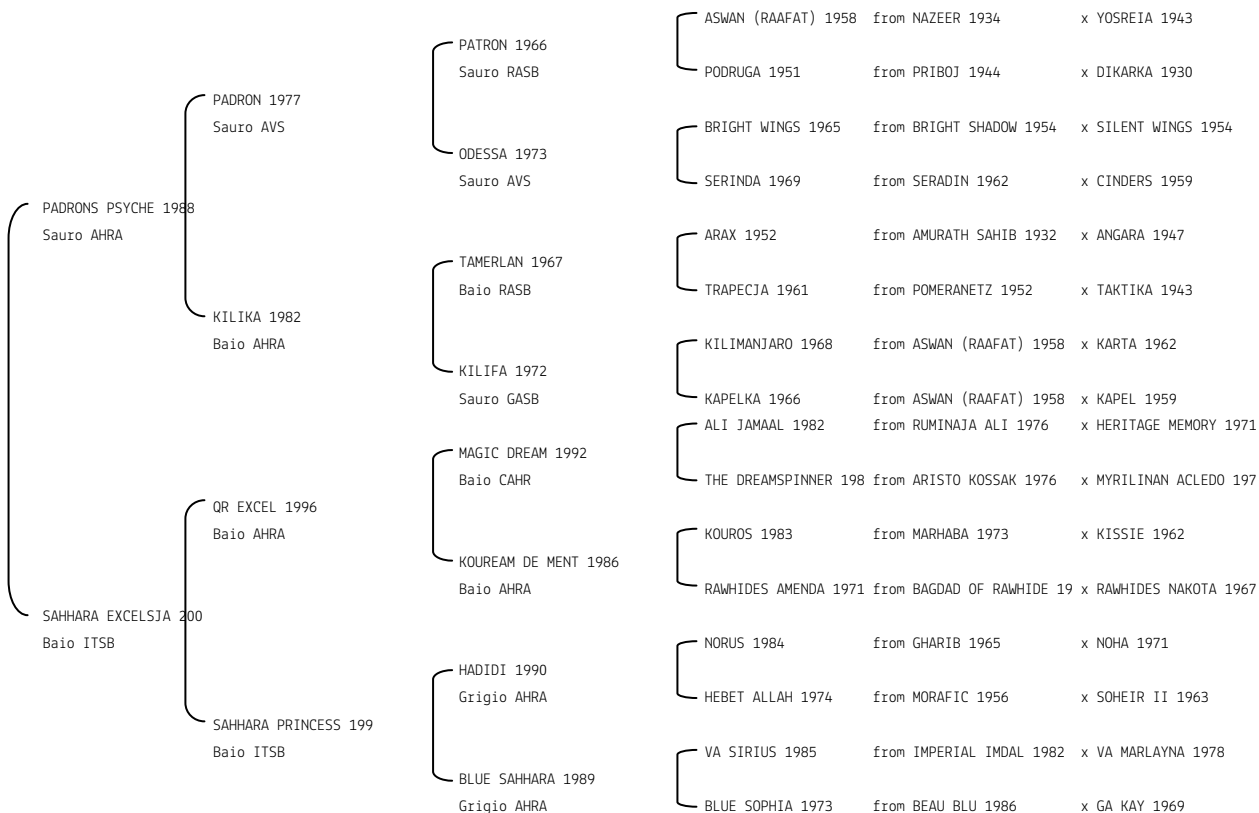 ASWAN (RAAFAT) 1958 from NAZEER 1934 x YOSREIA 1943
PATRON 1966
Sauro RASB
PODRUGA 1951 from PRIBOJ 1944 x DIKARKA 1930
PADRON 1977
Sauro AVS
BRIGHT WINGS 1965 from BRIGHT SHADOW 1954 x SILENT WINGS 1954
ODESSA 1973
Sauro AVS
SERINDA 1969 from SERADIN 1962 x CINDERS 1959
PADRONS PSYCHE 1988
Sauro AHRA
ARAX 1952 from AMURATH SAHIB 1932 x ANGARA 1947
TAMERLAN 1967
Baio RASB
TRAPECJA 1961 from POMERANETZ 1952 x TAKTIKA 1943
KILIKA 1982
Baio AHRA
KILIMANJARO 1968 from ASWAN (RAAFAT) 1958 x KARTA 1962
KILIFA 1972
Sauro GASB
KAPELKA 1966 from ASWAN (RAAFAT) 1958 x KAPEL 1959
ALI JAMAAL 1982 from RUMINAJA ALI 1976 x HERITAGE MEMORY 1971
MAGIC DREAM 1992
Baio CAHR
THE DREAMSPINNER 198 from ARISTO KOSSAK 1976 x MYRILINAN ACLEDO 197
QR EXCEL 1996
Baio AHRA
KOUROS 1983 from MARHABA 1973 x KISSIE 1962
KOUREAM DE MENT 1986
Baio AHRA
RAWHIDES AMENDA 1971 from BAGDAD OF RAWHIDE 19 x RAWHIDES NAKOTA 1967
SAHHARA EXCELSJA 200
Baio ITSB
NORUS 1984 from GHARIB 1965 x NOHA 1971
HADIDI 1990
Grigio AHRA
HEBET ALLAH 1974 from MORAFIC 1956 x SOHEIR II 1963
SAHHARA PRINCESS 199
Baio ITSB
VA SIRIUS 1985 from IMPERIAL IMDAL 1982 x VA MARLAYNA 1978
BLUE SAHHARA 1989
Grigio AHRA
BLUE SOPHIA 1973 from BEAU BLU 1986 x GA KAY 1969